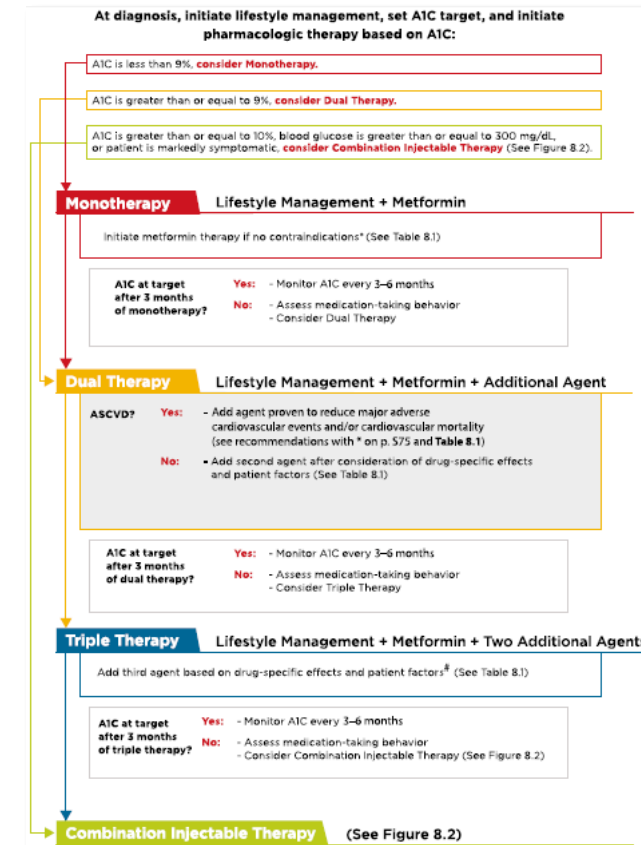 At diagnosis, initiate lifestyle management, set A1C target, and initiate
pharmacologic therapy based on A1C:
A1C is less than 9%, consider Monotherapy.
A1C is greater than or equal to 9%, consider Dual Therapy.
A1C is greater than or equal to 10%, blood glucose is greater than or equal to 300 mg/dL,
or patient is markedly symptomatic, consider Combination Injectable Therapy (See Figure 8.2).
Monotherapy Lifestyle Management + Metformin
Initiate metformin therapy if no contraindications* (See Table 8.1)
A1C at target
after 3 months
of monotherapy?
Yes: - Monitor A1C every 3–6 months
No: - Assess medication-taking behavior
- Consider Dual Therapy
Dual Therapy Lifestyle Management + Metformin + Additional Agent
ASCVD? Yes: - Add agent proven to reduce major adverse
cardiovascular events and/or cardiovascular mortality
(see recommendations with * on p. S75 and Table 8.1)
No: - Add second agent after consideration of drug-specific effects
and patient factors (See Table 8.1)
A1C at target
after 3 months
of dual therapy?
Yes: - Monitor A1C every 3–6 months
No: - Assess medication-taking behavior
- Consider Triple Therapy
Triple Therapy Lifestyle Management + Metformin + Two Additional Agents
Add third agent based on drug-specific effects and patient factors# (See Table 8.1)
A1C at target
after 3 months
of triple therapy?
Yes: - Monitor A1C every 3–6 months
No: - Assess medication-taking behavior
- Consider Combination Injectable Therapy (See Figure 8.2)
Combination Injectable Therapy (See Figure 8.2)